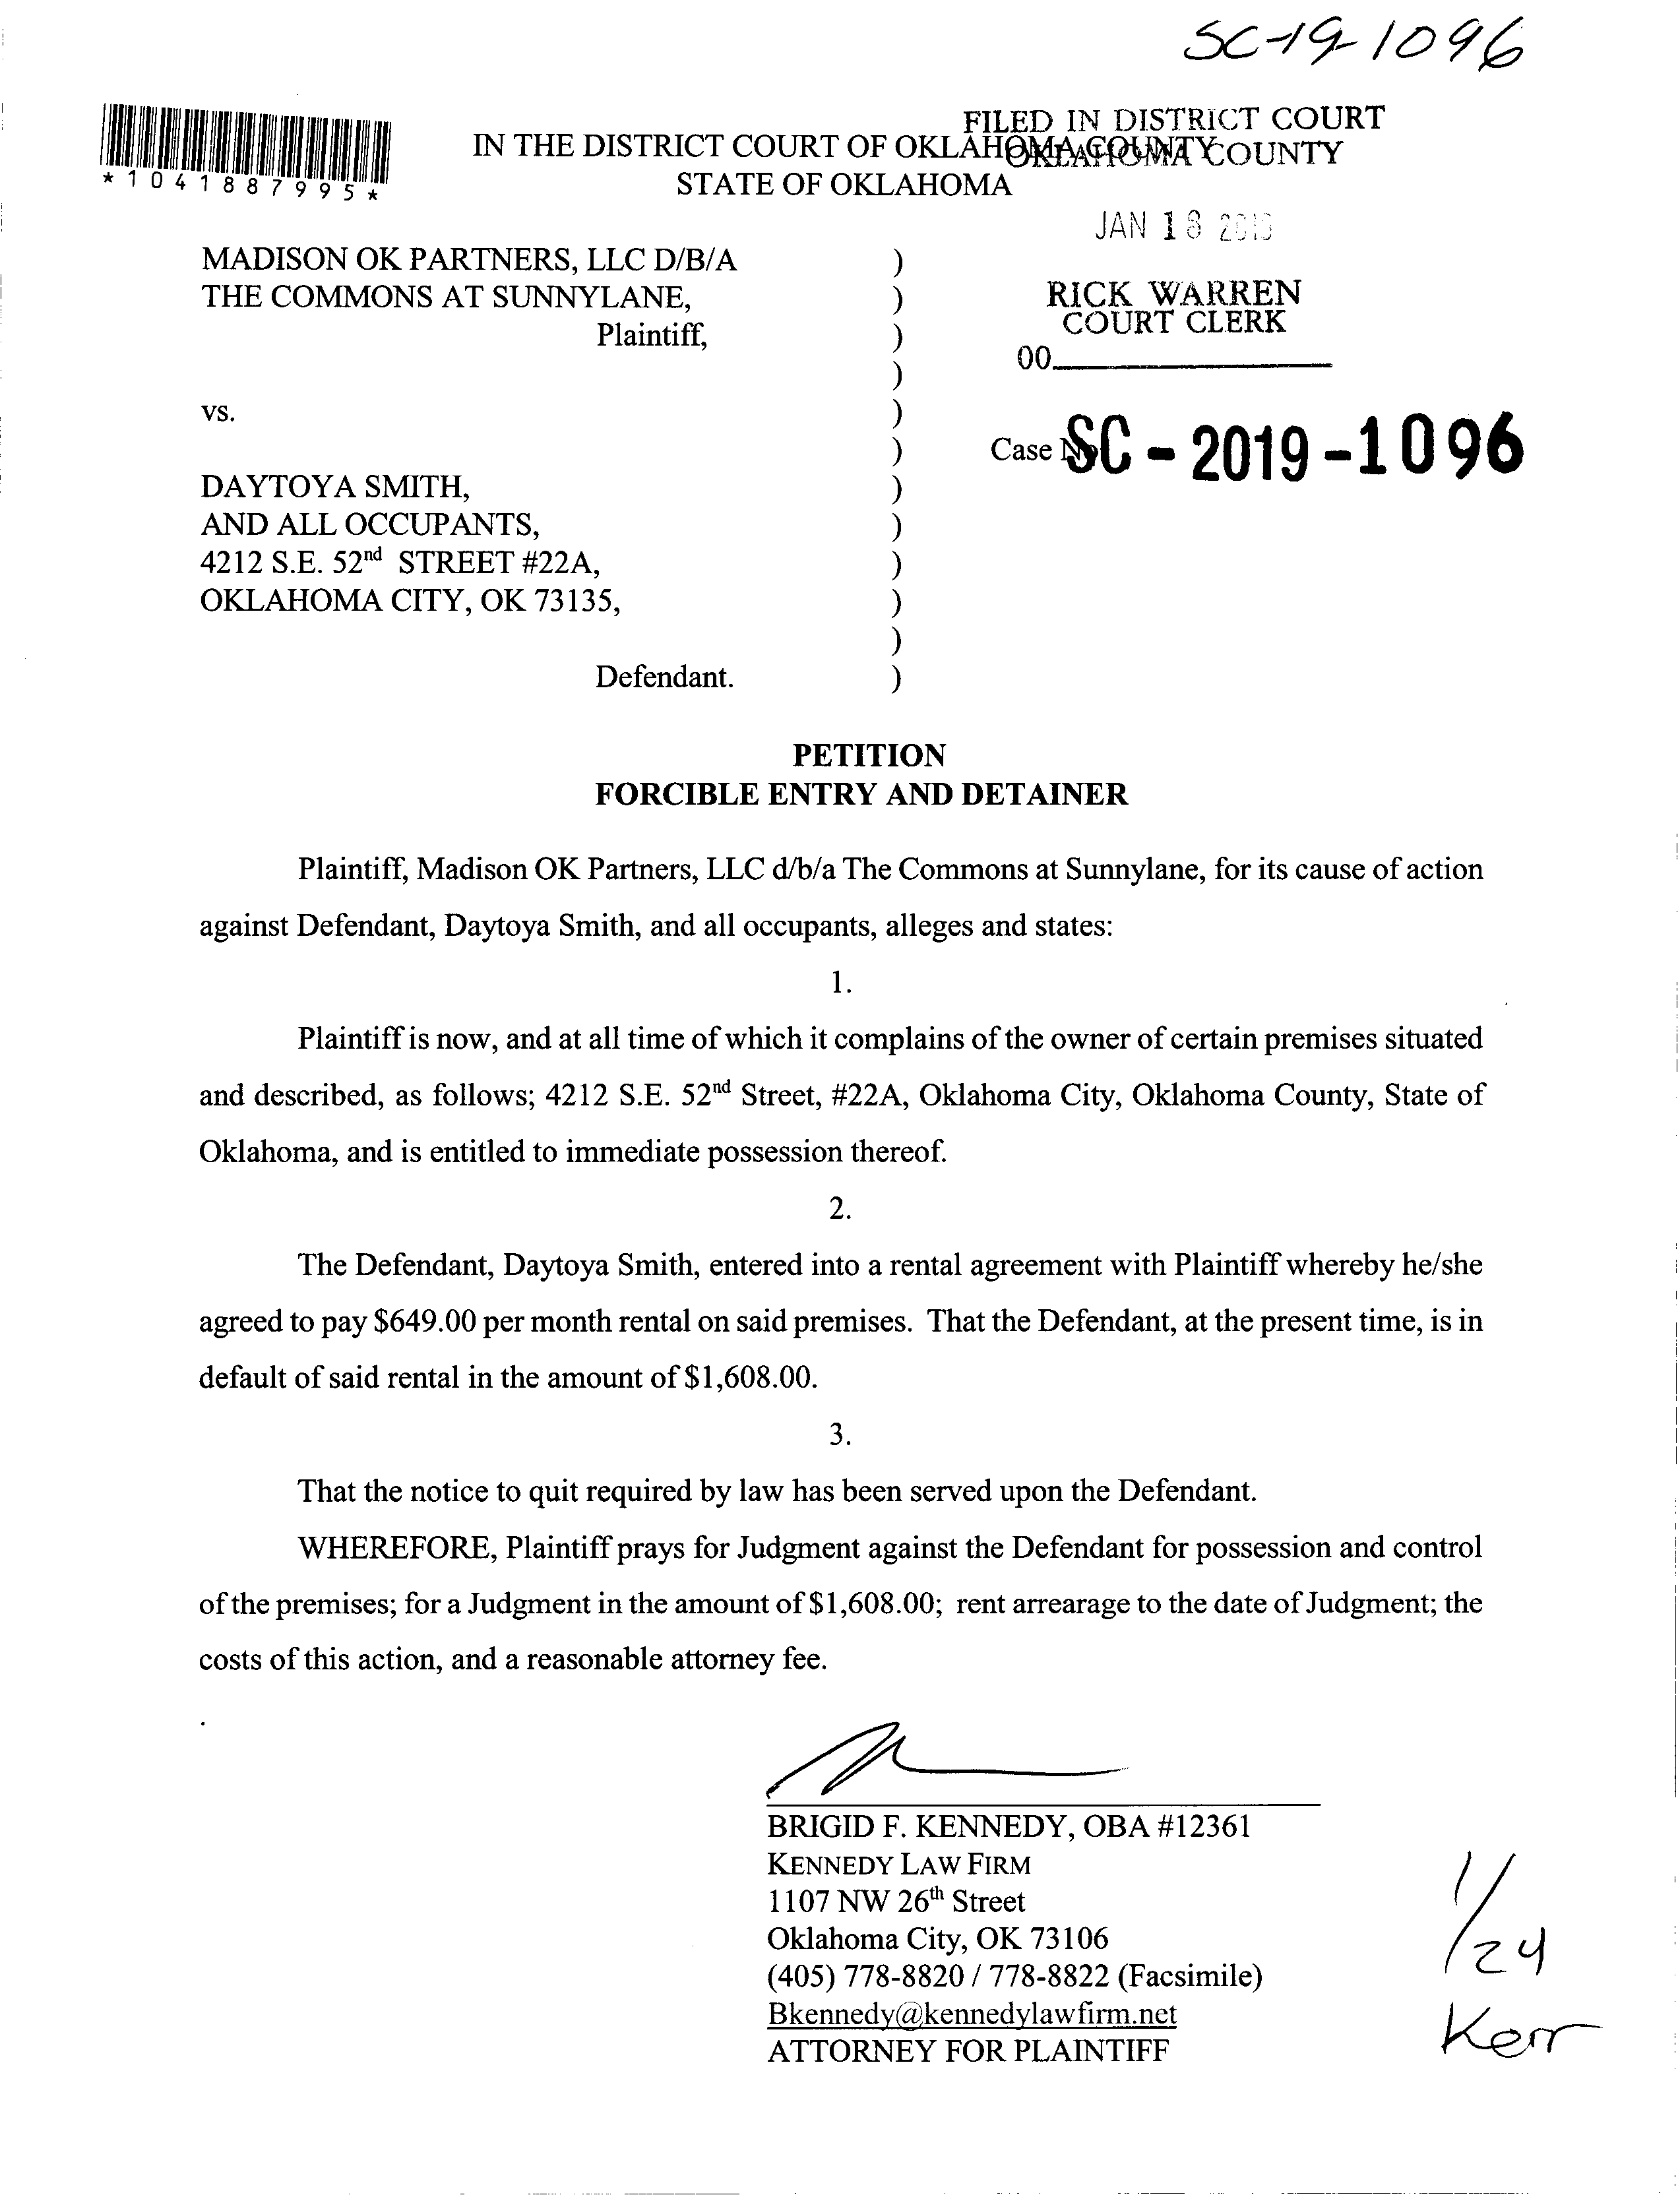 SC-19-1096
*1041887995*
FILED IN DISTRICT COURT
OKLAHOMA COUNTY
IN THE DISTRICT COURT OF OKLAHOMA COUNTY
STATE OF OKLAHOMA
JAN 18
RICK WARREN
COURT CLERK
00
MADISON OK PARTNERS, LLC D/B/A
THE COMMONS AT SUNNYLANE,
Plaintiff,
vs.
Case No. SC - 2019 - 1096
DAYTOYA SMITH,
AND ALL OCCUPANTS,
4212 S.E. 52nd STREET #22A,
OKLAHOMA CITY, OK 73135,
Defendant.
PETITION
FORCIBLE ENTRY AND DETAINER
Plaintiff, Madison OK Partners, LLC d/b/a The Commons at Sunnylane, for its cause of action
against Defendant, Daytoya Smith, and all occupants, alleges and states:
1.
Plaintiff is now, and at all time of which it complains of the owner of certain premises situated
and described, as follows; 4212 S.E. 52nd Street, #22A, Oklahoma City, Oklahoma County, State of
Oklahoma, and is entitled to immediate possession thereof.
2.
The Defendant, Daytoya Smith, entered into a rental agreement with Plaintiff whereby he/she
agreed to pay $649.00 per month rental on said premises. That the Defendant, at the present time, is in
default of said rental in the amount of $1,608.00.
3.
That the notice to quit required by law has been served upon the Defendant.
WHEREFORE, Plaintiff prays for Judgment against the Defendant for possession and control
of the premises; for a Judgment in the amount of $1,608.00; rent arrearage to the date of Judgment; the
costs of this action, and a reasonable attorney fee.
BRIGID F. KENNEDY, OBA #12361
KENNEDY LAW FIRM
1107 NW 26th Street
Oklahoma City, OK 73106
(405) 778-8820 / 778-8822 (Facsimile)
Bkennedy@kennedylawfirm.net
ATTORNEY FOR PLAINTIFF
1/24
Kerr